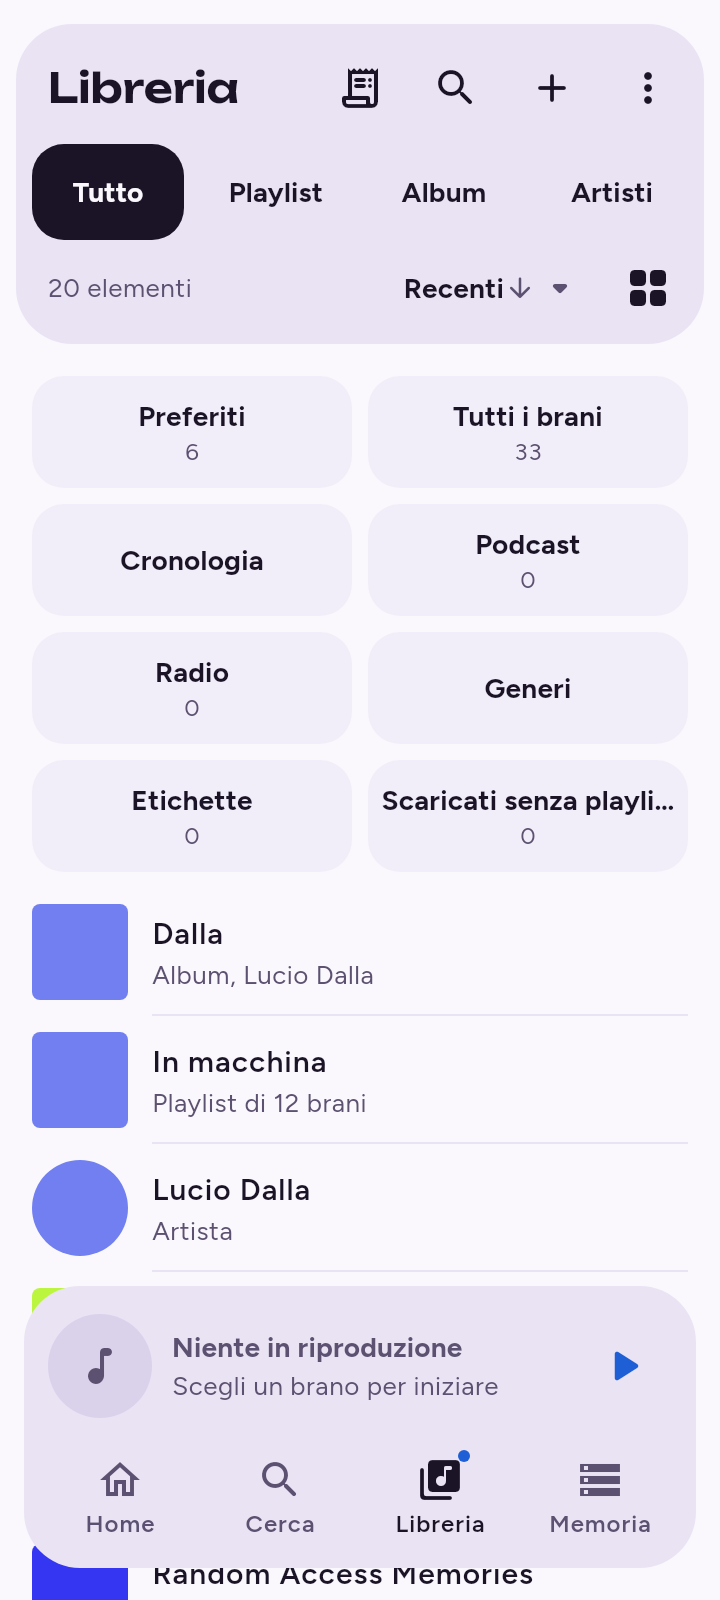 Libreria
Tutto
Playlist
Album
Artisti
20 elementi
Recenti
Preferiti
6
Tutti i brani
33
Cronologia
Podcast
0
Radio
0
Generi
Etichette
0
Scaricati senza playli...
0
Dalla
Album, Lucio Dalla
In macchina
Playlist di 12 brani
Lucio Dalla
Artista
Niente in riproduzione
Scegli un brano per iniziare
Home
Cerca
Libreria
Memoria
Random Access Memories